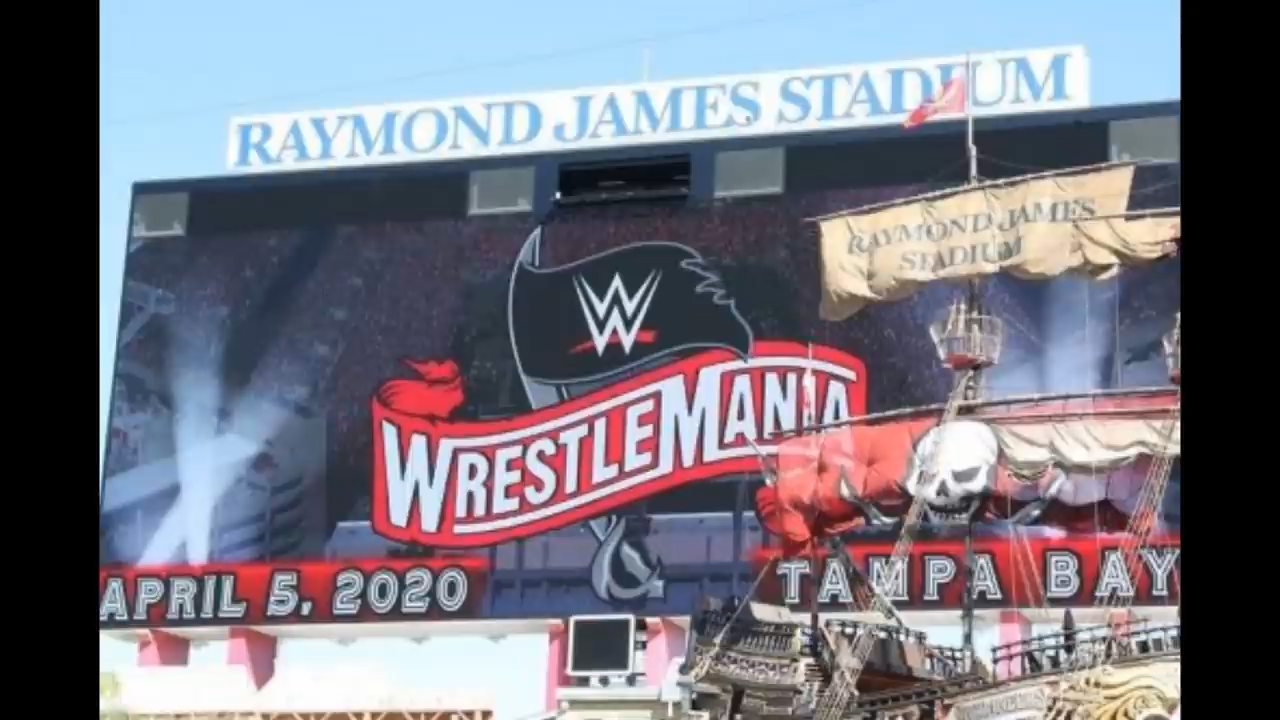 RAYMOND JAMES STADIUM
RAYMOND JAMES
STADIUM
W
WRESTLEMANIA
APRIL 5, 2020
TAMPA BAY